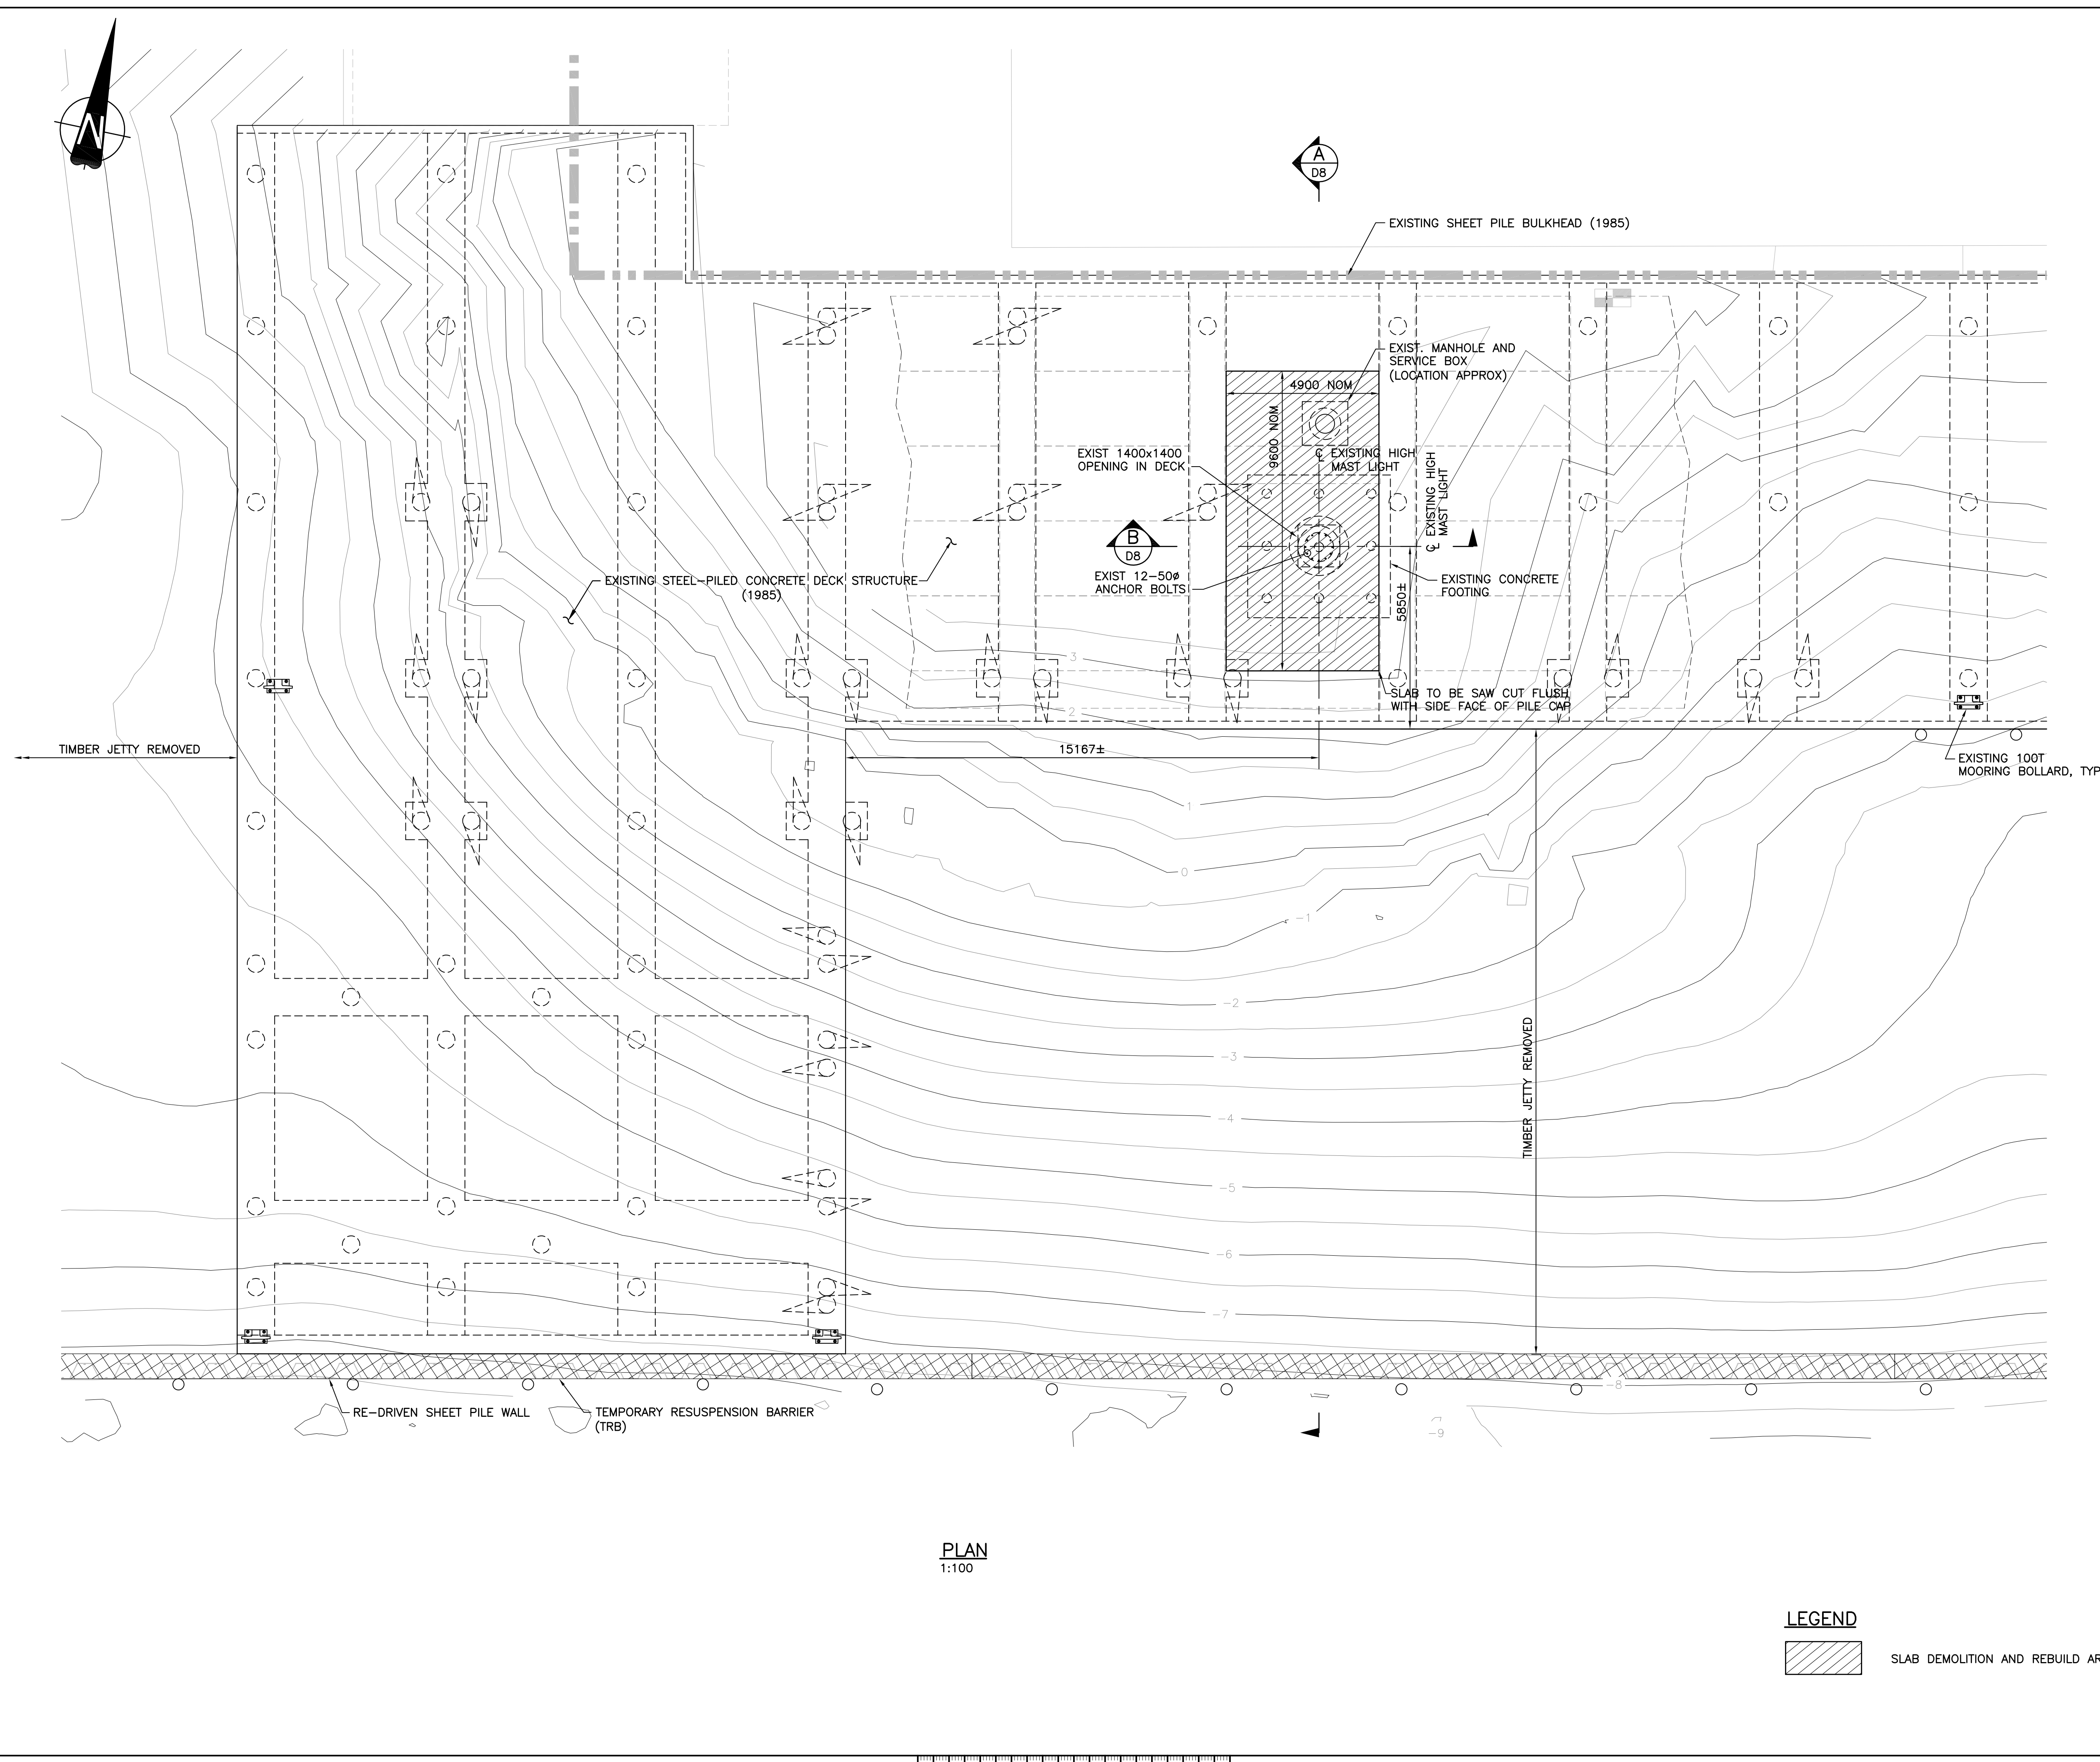 N
A
D8
EXISTING SHEET PILE BULKHEAD (1985)
EXIST. MANHOLE AND
SERVICE BOX
(LOCATION APPROX)
4900 NOM
9600 NOM
EXIST 1400x1400
OPENING IN DECK
℄ EXISTING HIGH
MAST LIGHT
℄ EXISTING HIGH
MAST LIGHT
B
D8
EXIST 12-50ø
ANCHOR BOLTS
EXISTING STEEL-PILED CONCRETE DECK STRUCTURE
(1985)
EXISTING CONCRETE
FOOTING
5850±
3
SLAB TO BE SAW CUT FLUSH
WITH SIDE FACE OF PILE CAP
2
TIMBER JETTY REMOVED
15167±
EXISTING 100T
MOORING BOLLARD, TYP
1
0
-1
-2
-3
TIMBER JETTY REMOVED
-4
-5
-6
-7
-8
RE-DRIVEN SHEET PILE WALL
TEMPORARY RESUSPENSION BARRIER
(TRB)
-9
PLAN
1:100
LEGEND
SLAB DEMOLITION AND REBUILD AR